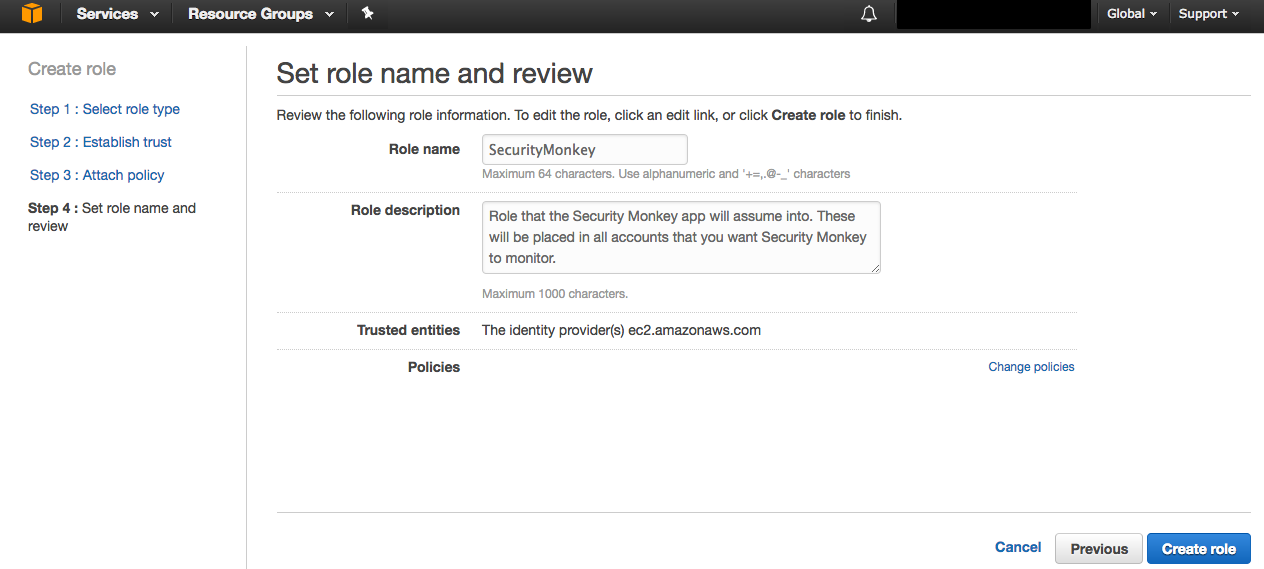 Services Resource Groups Global Support
Create role
Step 1 : Select role type
Step 2 : Establish trust
Step 3 : Attach policy
Step 4 : Set role name and
review
Set role name and review
Review the following role information. To edit the role, click an edit link, or click Create role to finish.
Role name SecurityMonkey
Maximum 64 characters. Use alphanumeric and '+=,.@-_' characters
Role description Role that the Security Monkey app will assume into. These
will be placed in all accounts that you want Security Monkey
to monitor.
Maximum 1000 characters.
Trusted entities The identity provider(s) ec2.amazonaws.com
Policies Change policies
Cancel Previous Create role